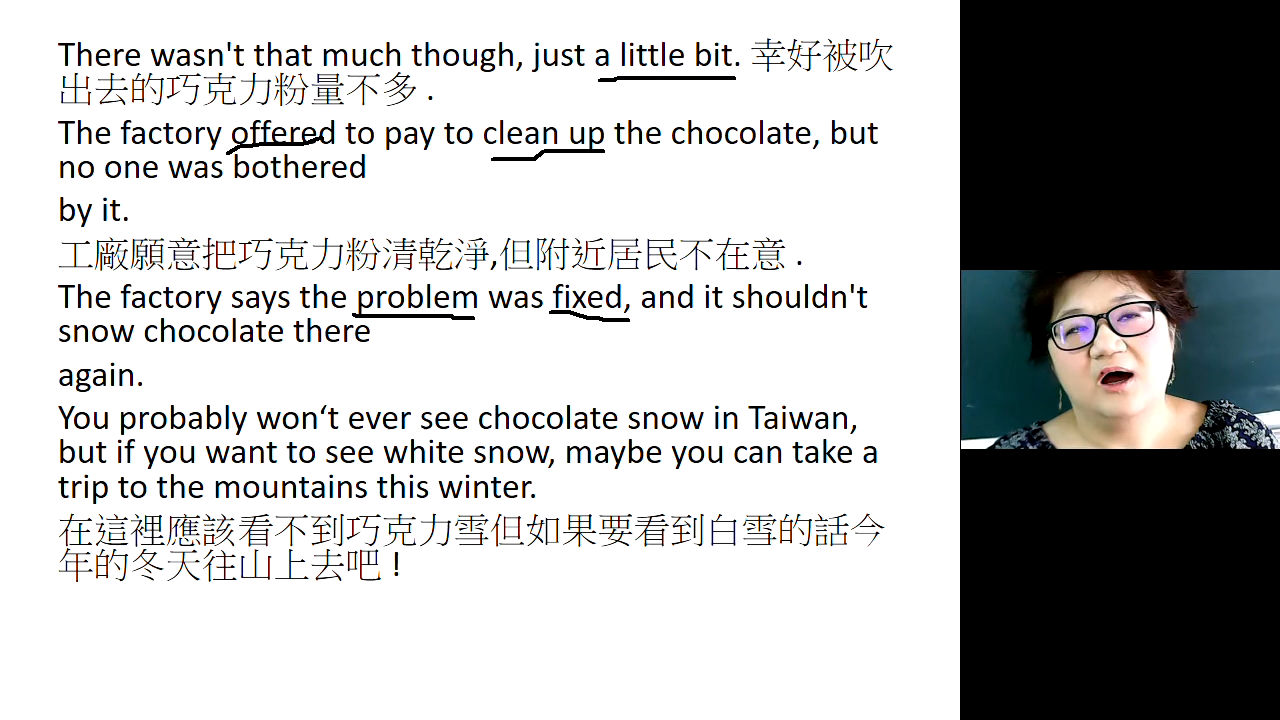 There wasn't that much though, just a little bit. 幸好被吹
出去的巧克力粉量不多 .
The factory offered to pay to clean up the chocolate, but
no one was bothered
by it.
工廠願意把巧克力粉清乾淨,但附近居民不在意 .
The factory says the problem was fixed, and it shouldn't
snow chocolate there
again.
You probably won‘t ever see chocolate snow in Taiwan,
but if you want to see white snow, maybe you can take a
trip to the mountains this winter.
在這裡應該看不到巧克力雪但如果要看到白雪的話今
年的冬天往山上去吧 !